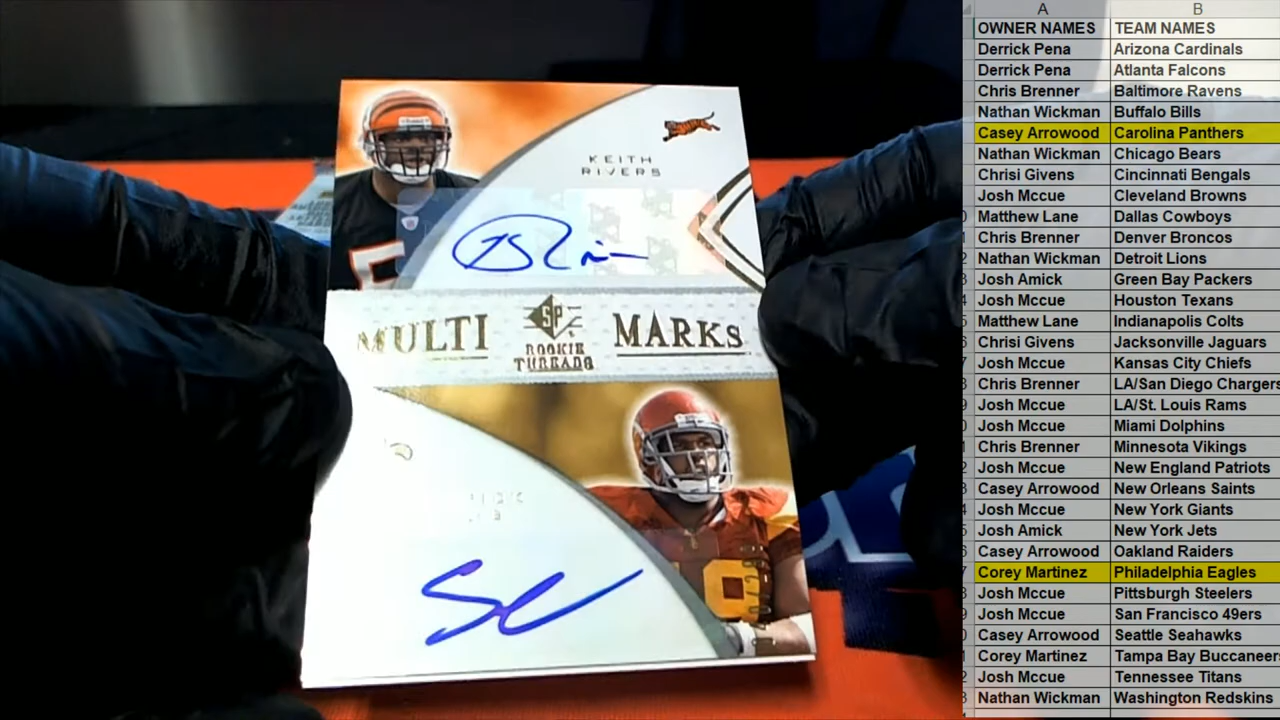 KEITH
RIVERS
MULTI
SP
ROOKIE
THREADS
MARKS
A B
OWNER NAMES TEAM NAMES
Derrick Pena Arizona Cardinals
Derrick Pena Atlanta Falcons
Chris Brenner Baltimore Ravens
Nathan Wickman Buffalo Bills
Casey Arrowood Carolina Panthers
Nathan Wickman Chicago Bears
Chrisi Givens Cincinnati Bengals
Josh Mccue Cleveland Browns
Matthew Lane Dallas Cowboys
Chris Brenner Denver Broncos
Nathan Wickman Detroit Lions
Josh Amick Green Bay Packers
Josh Mccue Houston Texans
Matthew Lane Indianapolis Colts
Chrisi Givens Jacksonville Jaguars
Josh Mccue Kansas City Chiefs
Chris Brenner LA/San Diego Chargers
Josh Mccue LA/St. Louis Rams
Josh Mccue Miami Dolphins
Chris Brenner Minnesota Vikings
Josh Mccue New England Patriots
Casey Arrowood New Orleans Saints
Josh Mccue New York Giants
Josh Amick New York Jets
Casey Arrowood Oakland Raiders
Corey Martinez Philadelphia Eagles
Josh Mccue Pittsburgh Steelers
Josh Mccue San Francisco 49ers
Casey Arrowood Seattle Seahawks
Corey Martinez Tampa Bay Buccaneers
Josh Mccue Tennessee Titans
Nathan Wickman Washington Redskins